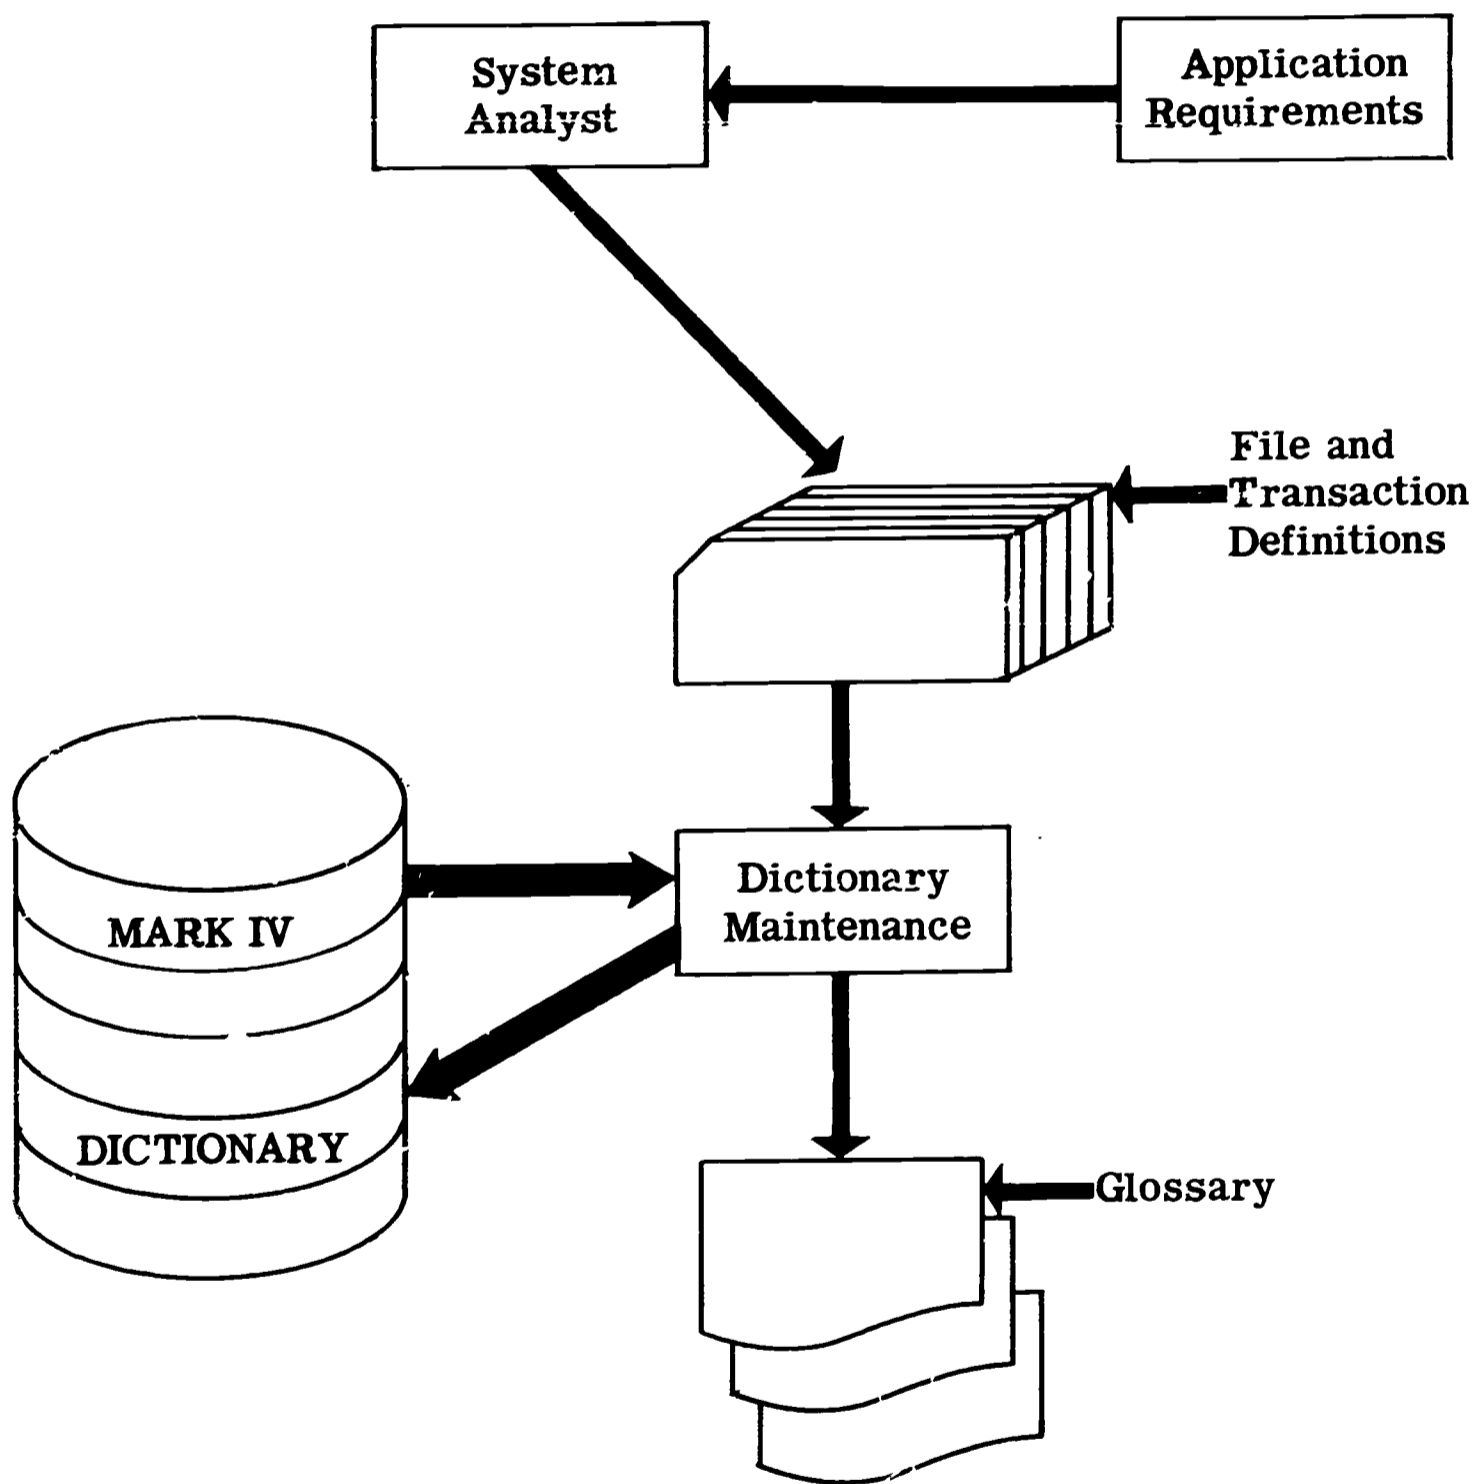 System
Analyst
Application
Requirements
File and
Transaction
Definitions
MARK IV
Dictionary
Maintenance
DICTIONARY
Glossary